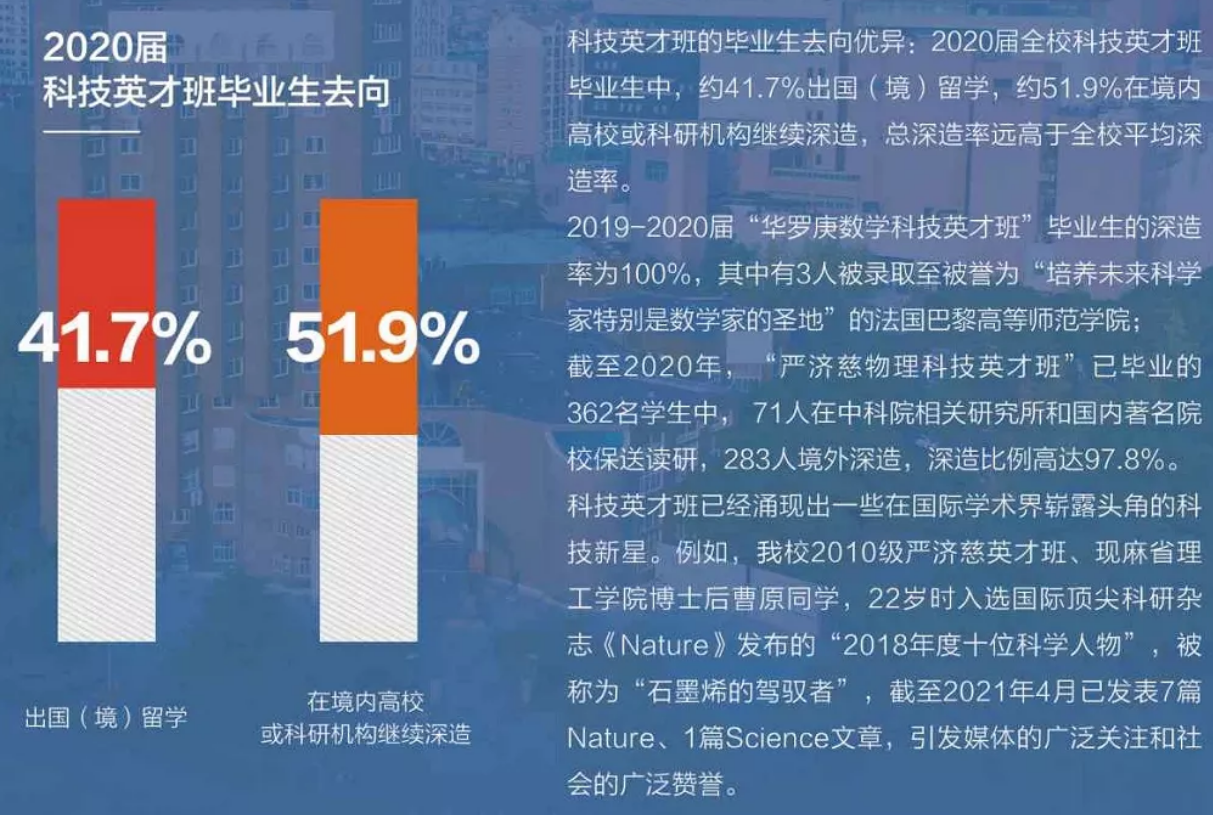 2020届
科技英才班毕业生去向
41.7%
51.9%
出国（境）留学
在境内高校
或科研机构继续深造
科技英才班的毕业生去向优异：2020届全校科技英才班
毕业生中，约41.7%出国（境）留学，约51.9%在境内
高校或科研机构继续深造，总深造率远高于全校平均深
造率。
2019-2020届“华罗庚数学科技英才班”毕业生的深造
率为100%，其中有3人被录取至被誉为“培养未来科学
家特别是数学家的圣地”的法国巴黎高等师范学院；
截至2020年，“严济慈物理科技英才班”已毕业的
362名学生中， 71人在中科院相关研究所和国内著名院
校保送读研，283人境外深造，深造比例高达97.8%。
科技英才班已经涌现出一些在国际学术界崭露头角的科
技新星。例如，我校2010级严济慈英才班、现麻省理
工学院博士后曹原同学，22岁时入选国际顶尖科研杂
志《Nature》发布的“2018年度十位科学人物”，被
称为“石墨烯的驾驭者”，截至2021年4月已发表7篇
Nature、1篇Science文章，引发媒体的广泛关注和社
会的广泛赞誉。